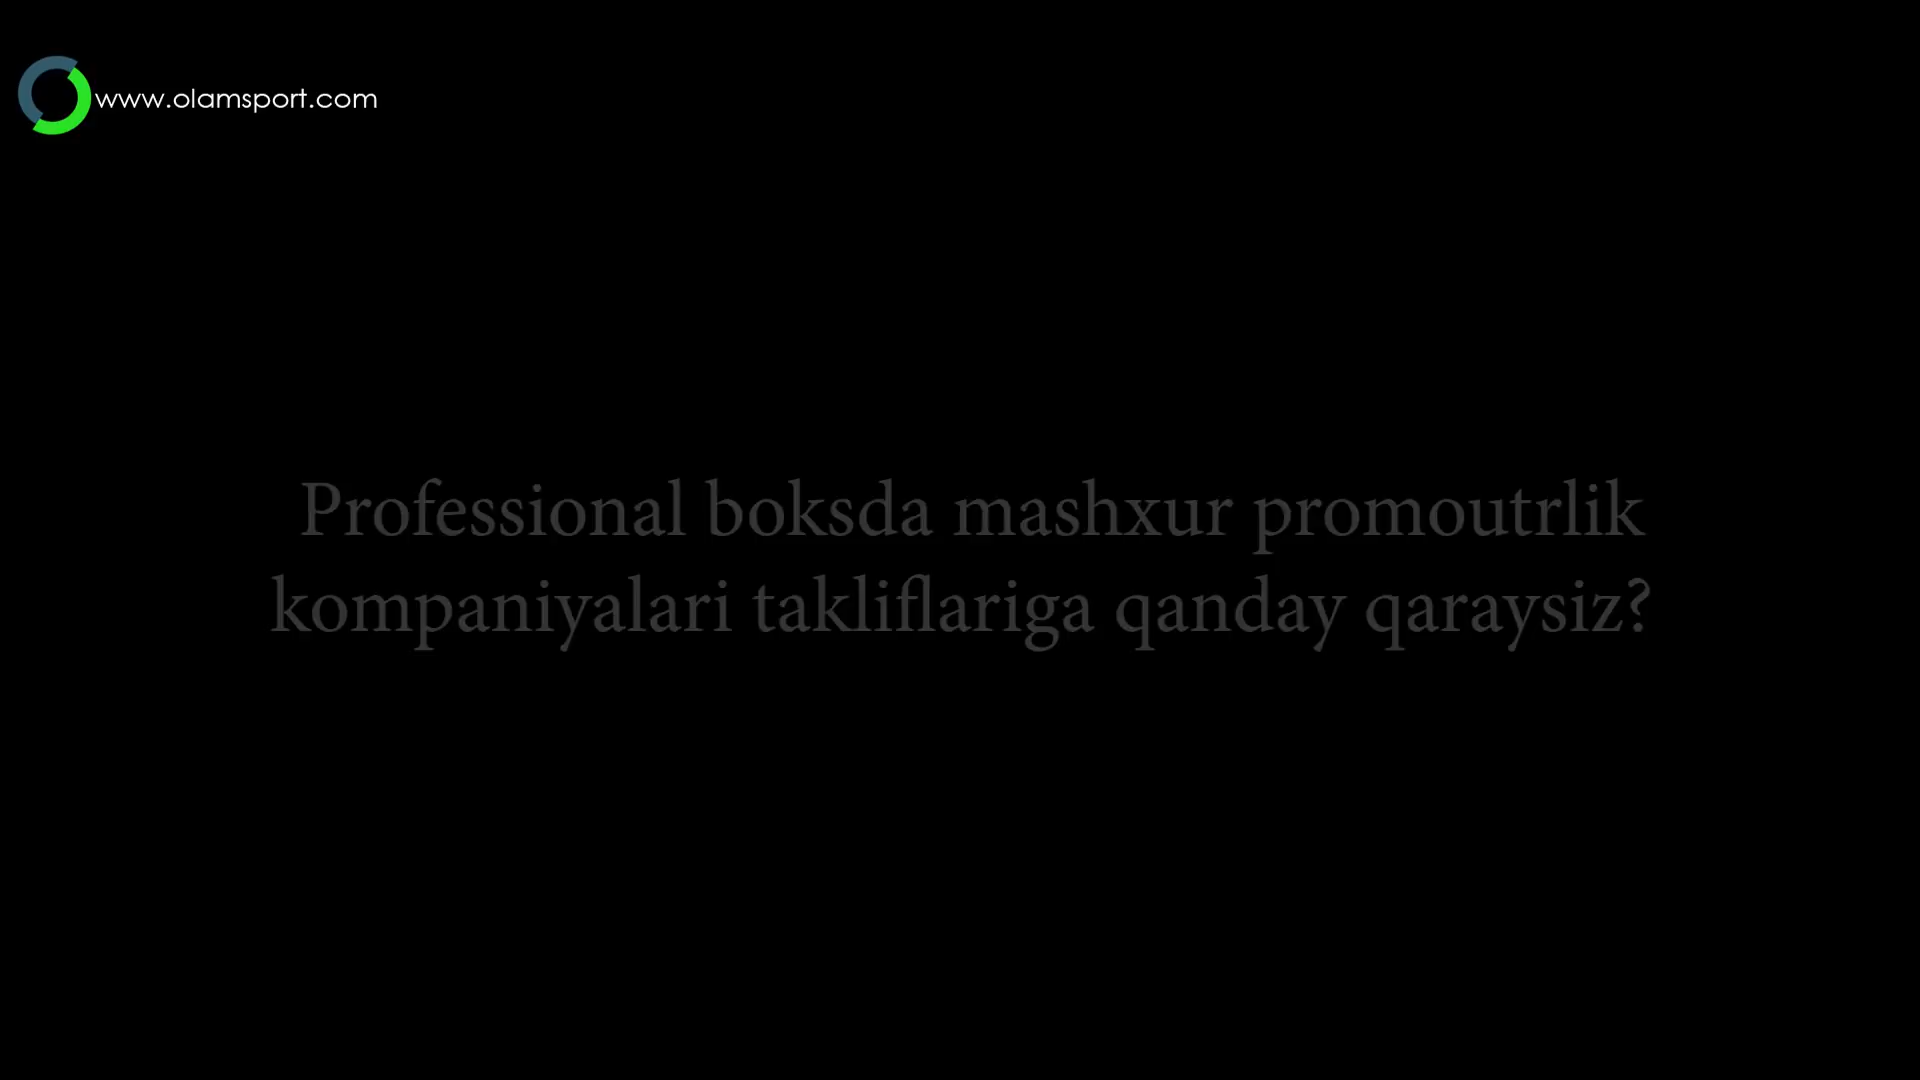 www.olamsport.com
Professional boksda mashxur promoutrlik
kompaniyalari takliflariga qanday qaraysiz?